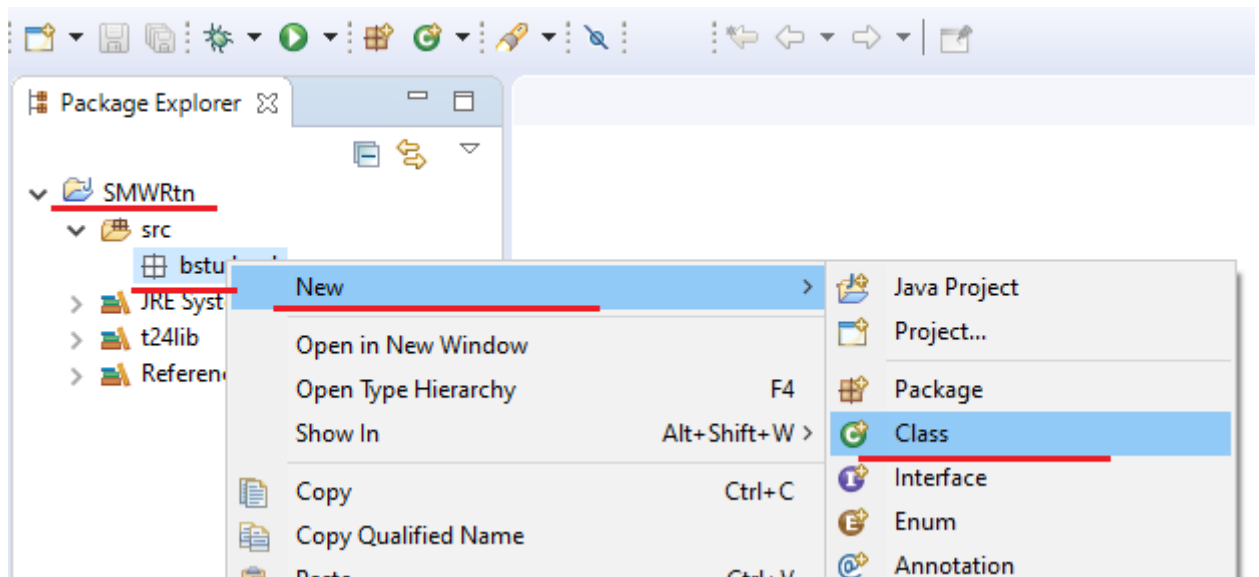 Package Explorer
SMWRtn
src
New
JRE
t24lib
Open in New Window
Open Type Hierarchy F4
Show In Alt+Shift+W >
Copy Ctrl+C
Copy Qualified Name
Java Project
Project...
Package
Class
Interface
Enum
Annotation